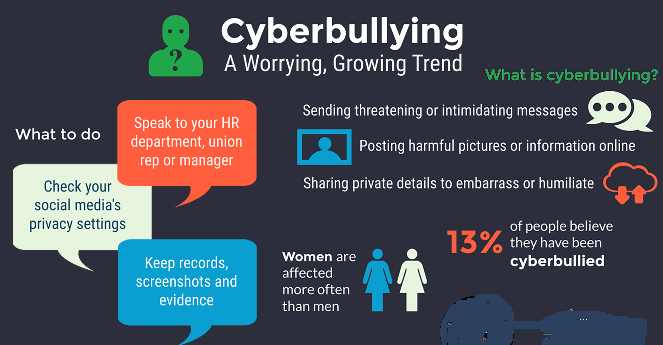 Cyberbullying
A Worrying, Growing Trend
?
What is cyberbullying?
What to do
Speak to your HR
department, union
rep or manager
Check your
social media's
privacy settings
Keep records,
screenshots and
evidence
Sending threatening or intimidating messages
Posting harmful pictures or information online
Sharing private details to embarrass or humiliate
Women are
affected
more often
than men
13%
of people believe
they have been
cyberbullied